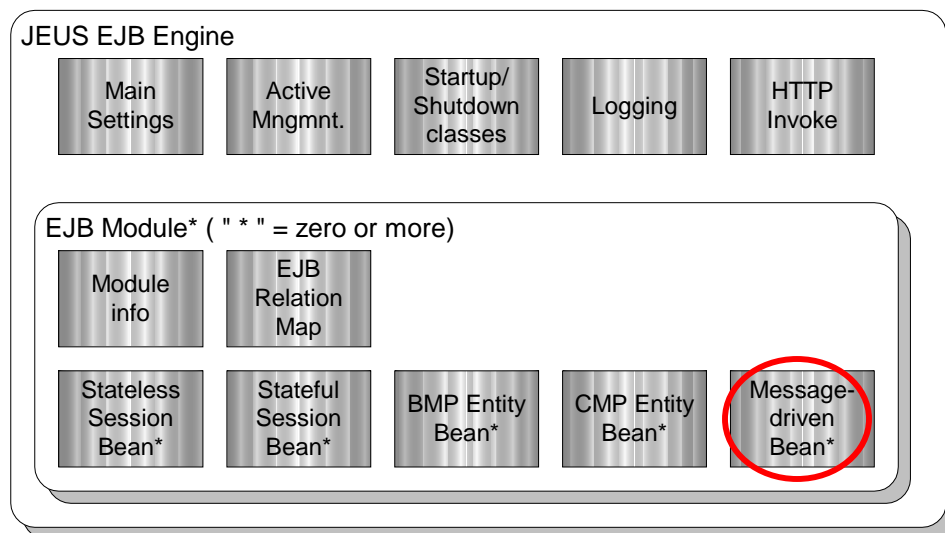 JEUS EJB Engine
Main
Settings
Active
Mngmnt.
Startup/
Shutdown
classes
Logging
HTTP
Invoke
EJB Module* ( " * " = zero or more)
Module
info
EJB
Relation
Map
Stateless
Session
Bean*
Stateful
Session
Bean*
BMP Entity
Bean*
CMP Entity
Bean*
Message-
driven
Bean*